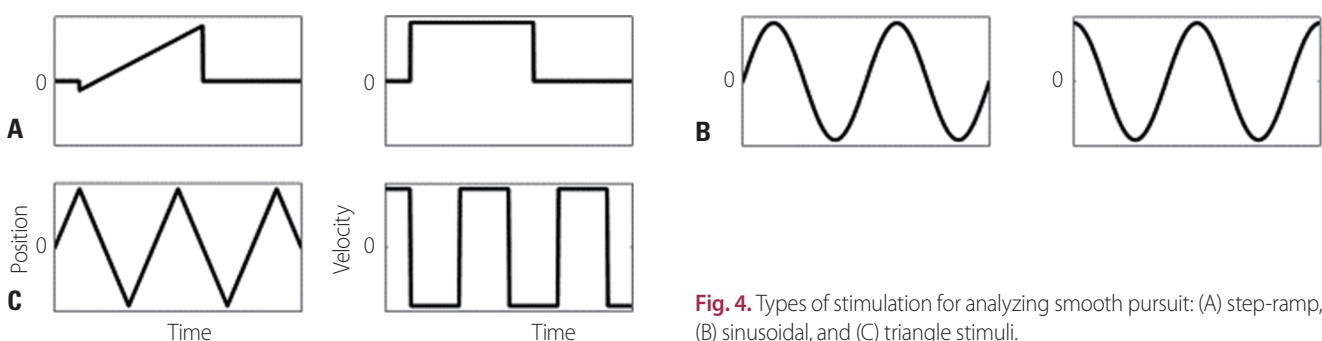 0
0
A
0
0
B
Position
0
Velocity
0
C
Time
Time
Fig. 4. Types of stimulation for analyzing smooth pursuit: (A) step-ramp,
(B) sinusoidal, and (C) triangle stimuli.